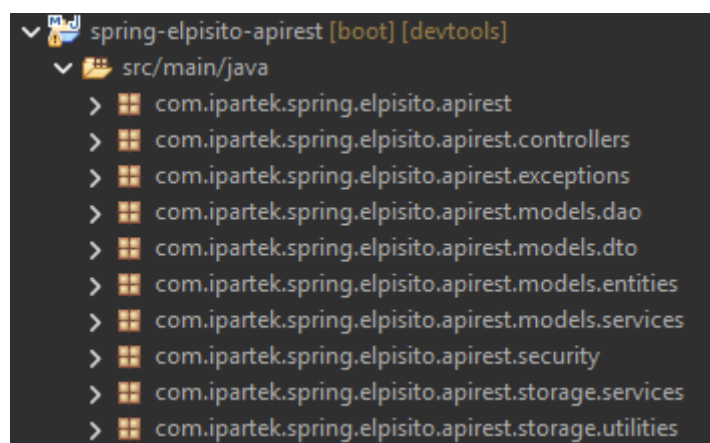 spring-elpisito-apirest [boot] [devtools]
src/main/java
com.ipartek.spring.elpisito.apirest
com.ipartek.spring.elpisito.apirest.controllers
com.ipartek.spring.elpisito.apirest.exceptions
com.ipartek.spring.elpisito.apirest.models.dao
com.ipartek.spring.elpisito.apirest.models.dto
com.ipartek.spring.elpisito.apirest.models.entities
com.ipartek.spring.elpisito.apirest.models.services
com.ipartek.spring.elpisito.apirest.security
com.ipartek.spring.elpisito.apirest.storage.services
com.ipartek.spring.elpisito.apirest.storage.utilities